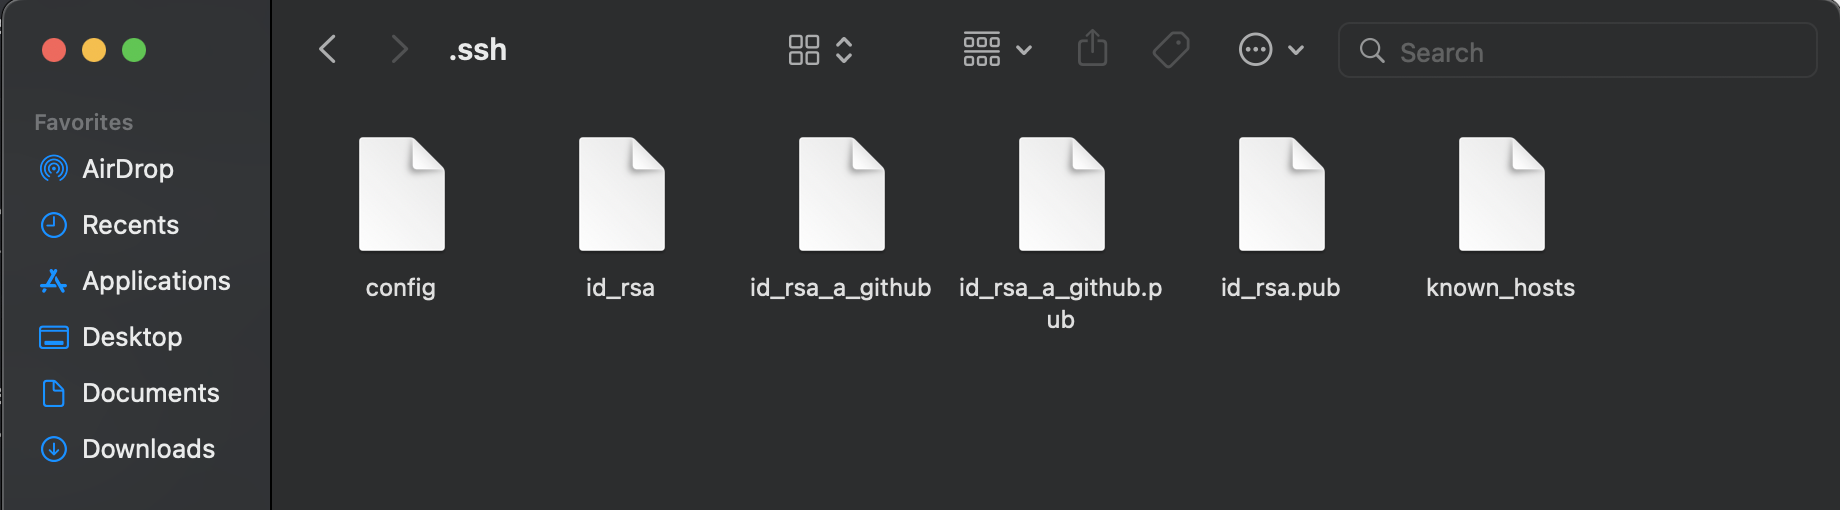 .ssh
Search
Favorites
AirDrop
Recents
Applications
Desktop
Documents
Downloads
config
id_rsa
id_rsa_a_github
id_rsa_a_github.p
ub
id_rsa.pub
known_hosts